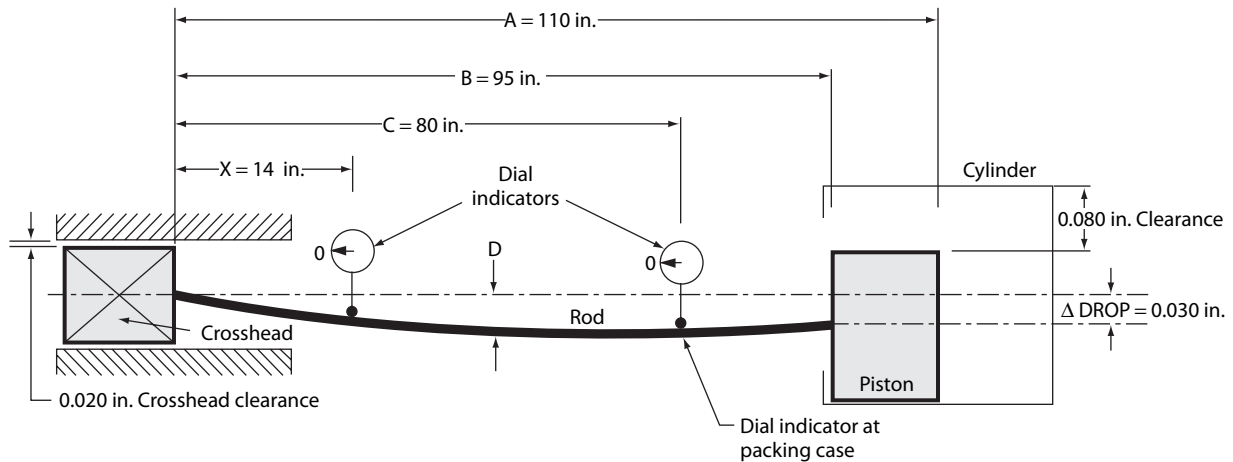 A = 110 in.
B = 95 in.
C = 80 in.
X = 14 in.
Dial
indicators
Cylinder
0.080 in. Clearance
0
D
0
Rod
Δ DROP = 0.030 in.
Crosshead
Piston
0.020 in. Crosshead clearance
Dial indicator at
packing case